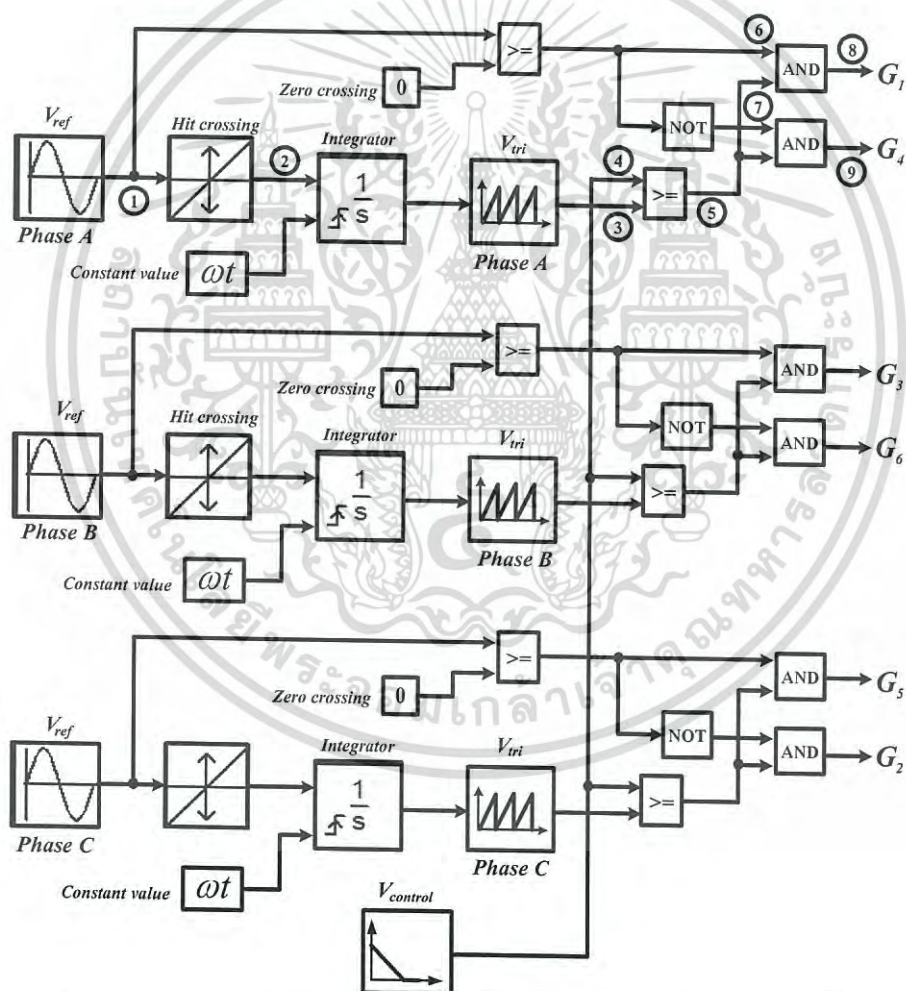 6
8
>=
AND
G1
Zero crossing
0
Vref
Hit crossing
2
Integrator
1
s
NOT
7
AND
G4
9
Vtri
4
>=
5
3
1
Phase A
Phase A
Constant value
ωt
>=
AND
G3
Zero crossing
0
Vref
Hit crossing
Integrator
1
s
Vtri
NOT
AND
G6
>=
Phase B
Phase B
Constant value
ωt
>=
AND
G5
Zero crossing
0
Vref
Integrator
1
s
Vtri
NOT
AND
G2
>=
Phase C
Phase C
Constant value
ωt
Vcontrol